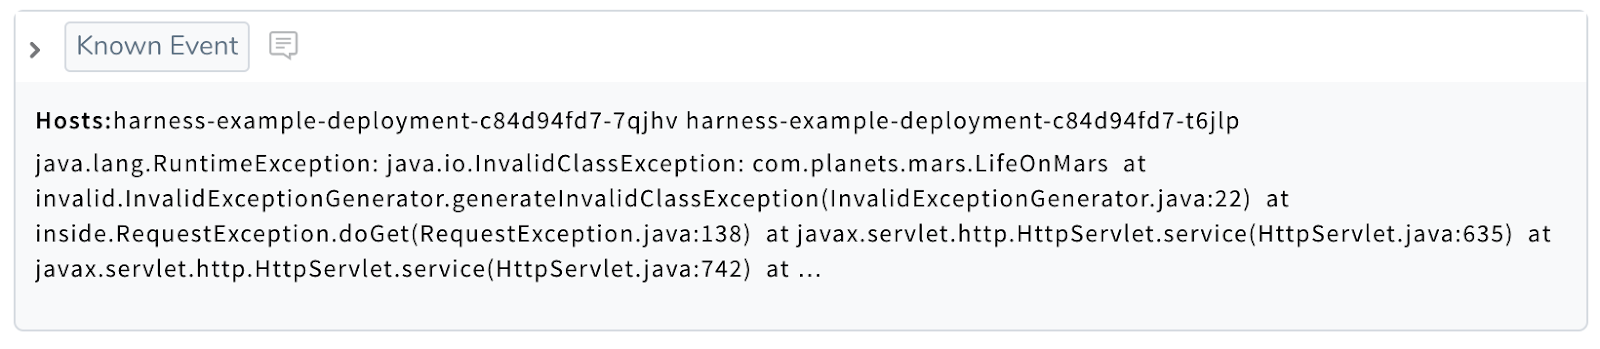 Known Event
Hosts:harness-example-deployment-c84d94fd7-7qjhv harness-example-deployment-c84d94fd7-t6jlp
java.lang.RuntimeException: java.io.InvalidClassException: com.planets.mars.LifeOnMars  at
invalid.InvalidExceptionGenerator.generateInvalidClassException(InvalidExceptionGenerator.java:22)  at
inside.RequestException.doGet(RequestException.java:138)  at javax.servlet.http.HttpServlet.service(HttpServlet.java:635)  at
javax.servlet.http.HttpServlet.service(HttpServlet.java:742)  at ...